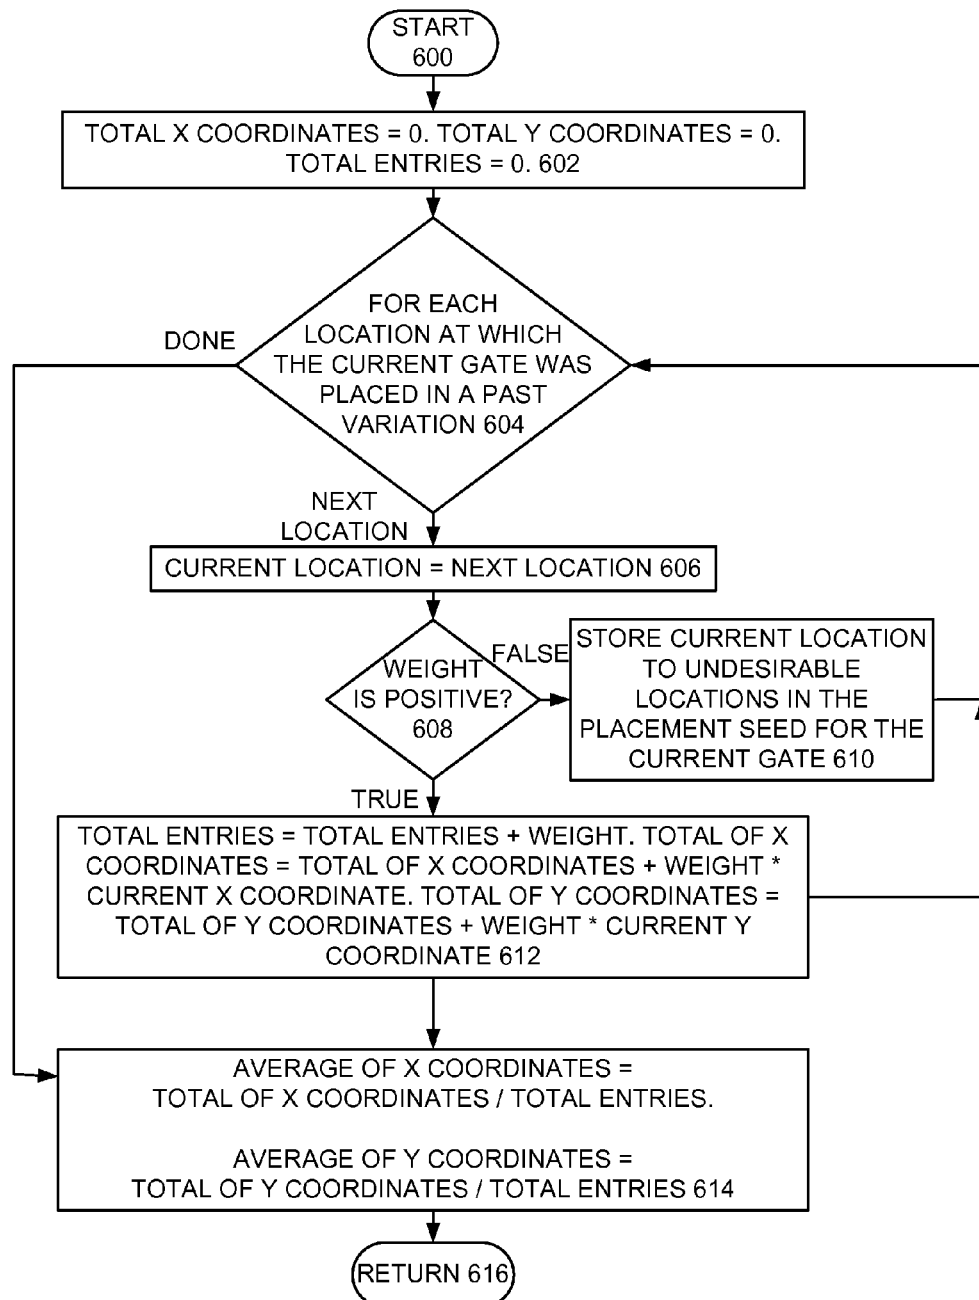 START
600
TOTAL X COORDINATES = 0. TOTAL Y COORDINATES = 0.
TOTAL ENTRIES = 0. 602
FOR EACH
LOCATION AT WHICH
THE CURRENT GATE WAS
PLACED IN A PAST
VARIATION 604
DONE
NEXT
LOCATION
CURRENT LOCATION = NEXT LOCATION 606
WEIGHT
IS POSITIVE?
608
FALSE
STORE CURRENT LOCATION
TO UNDESIRABLE
LOCATIONS IN THE
PLACEMENT SEED FOR THE
CURRENT GATE 610
TRUE
TOTAL ENTRIES = TOTAL ENTRIES + WEIGHT. TOTAL OF X
COORDINATES = TOTAL OF X COORDINATES + WEIGHT *
CURRENT X COORDINATE. TOTAL OF Y COORDINATES =
TOTAL OF Y COORDINATES + WEIGHT * CURRENT Y
COORDINATE 612
AVERAGE OF X COORDINATES =
TOTAL OF X COORDINATES / TOTAL ENTRIES.
AVERAGE OF Y COORDINATES =
TOTAL OF Y COORDINATES / TOTAL ENTRIES 614
RETURN 616